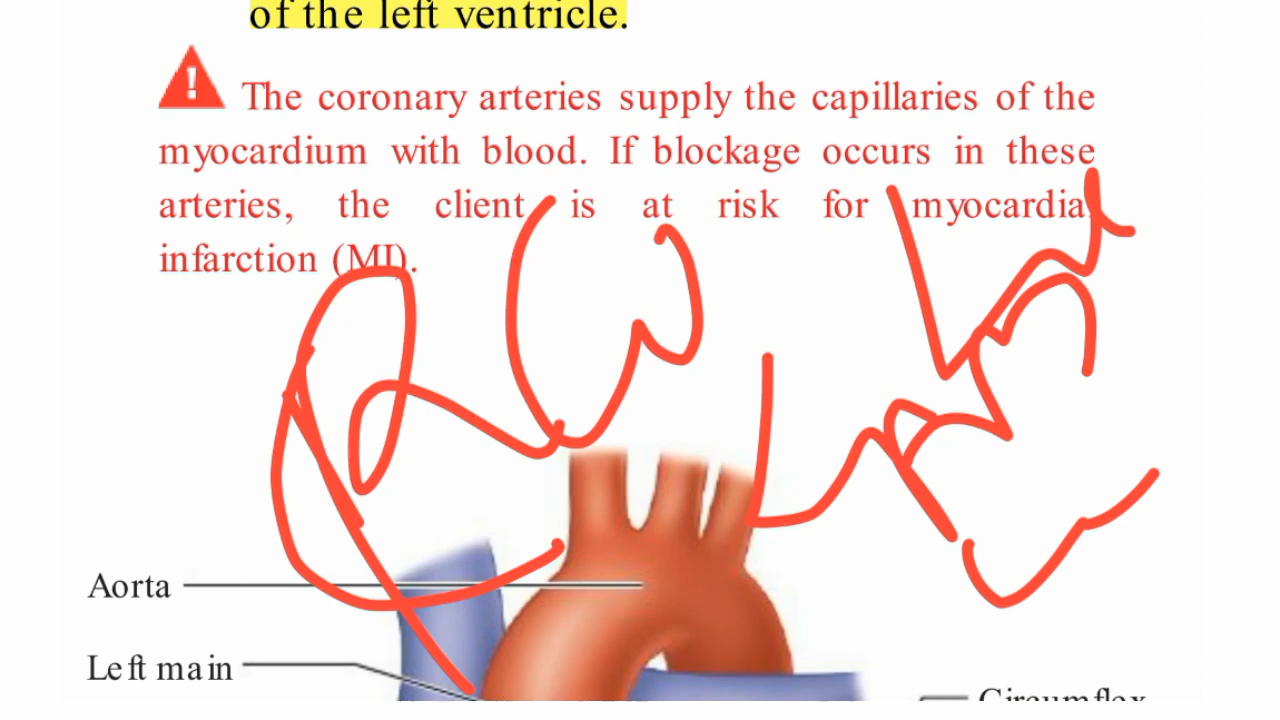 of the left ventricle.
The coronary arteries supply the capillaries of the
myocardium with blood. If blockage occurs in these
arteries, the client is at risk for myocardial
infarction (MI).
Aorta
Left main
Circumflex